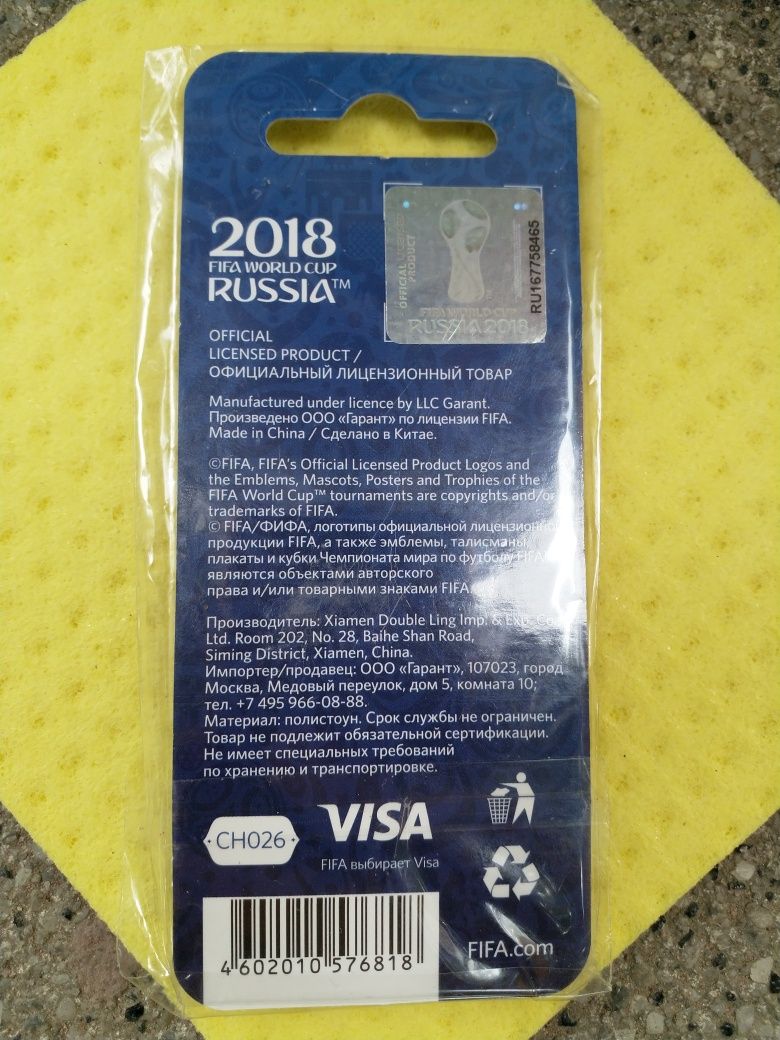 2018
FIFA WORLD CUP
RUSSIA™
OFFICIAL LICENSED PRODUCT
FIFA WORLD CUP
RUSSIA 2018
RU167758465
OFFICIAL
LICENSED PRODUCT /
ОФИЦИАЛЬНЫЙ ЛИЦЕНЗИОННЫЙ ТОВАР
Manufactured under licence by LLC Garant.
Произведено ООО «Гарант» по лицензии FIFA.
Made in China / Сделано в Китае.
©FIFA, FIFA's Official Licensed Product Logos and
the Emblems, Mascots, Posters and Trophies of the
FIFA World Cup™ tournaments are copyrights and/or
trademarks of FIFA.
© FIFA/ФИФА, логотипы официальной лицензионной
продукции FIFA, а также эмблемы, талисманы,
плакаты и кубки Чемпионата мира по футболу FIFA
являются объектами авторского
права и/или товарными знаками FIFA.
Производитель: Xiamen Double Ling Imp. & Exp. Co.
Ltd. Room 202, No. 28, Baihe Shan Road,
Siming District, Xiamen, China.
Импортер/продавец: ООО «Гарант», 107023, город
Москва, Медовый переулок, дом 5, комната 10;
тел. +7 495 966-08-88.
Материал: полистоун. Срок службы не ограничен.
Товар не подлежит обязательной сертификации.
Не имеет специальных требований
по хранению и транспортировке.
CH026
VISA
FIFA выбирает Visa
4 602010 576818
FIFA.com